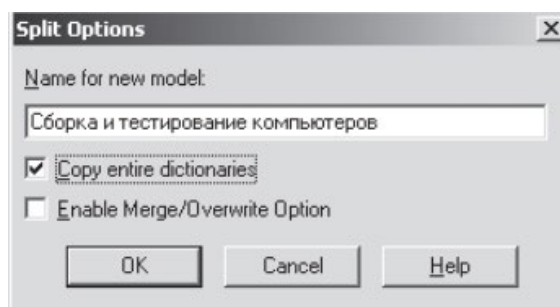 Split Options
Name for new model:
Сборка и тестирование компьютеров
Copy entire dictionaries
Enable Merge/Overwrite Option
OK Cancel Help